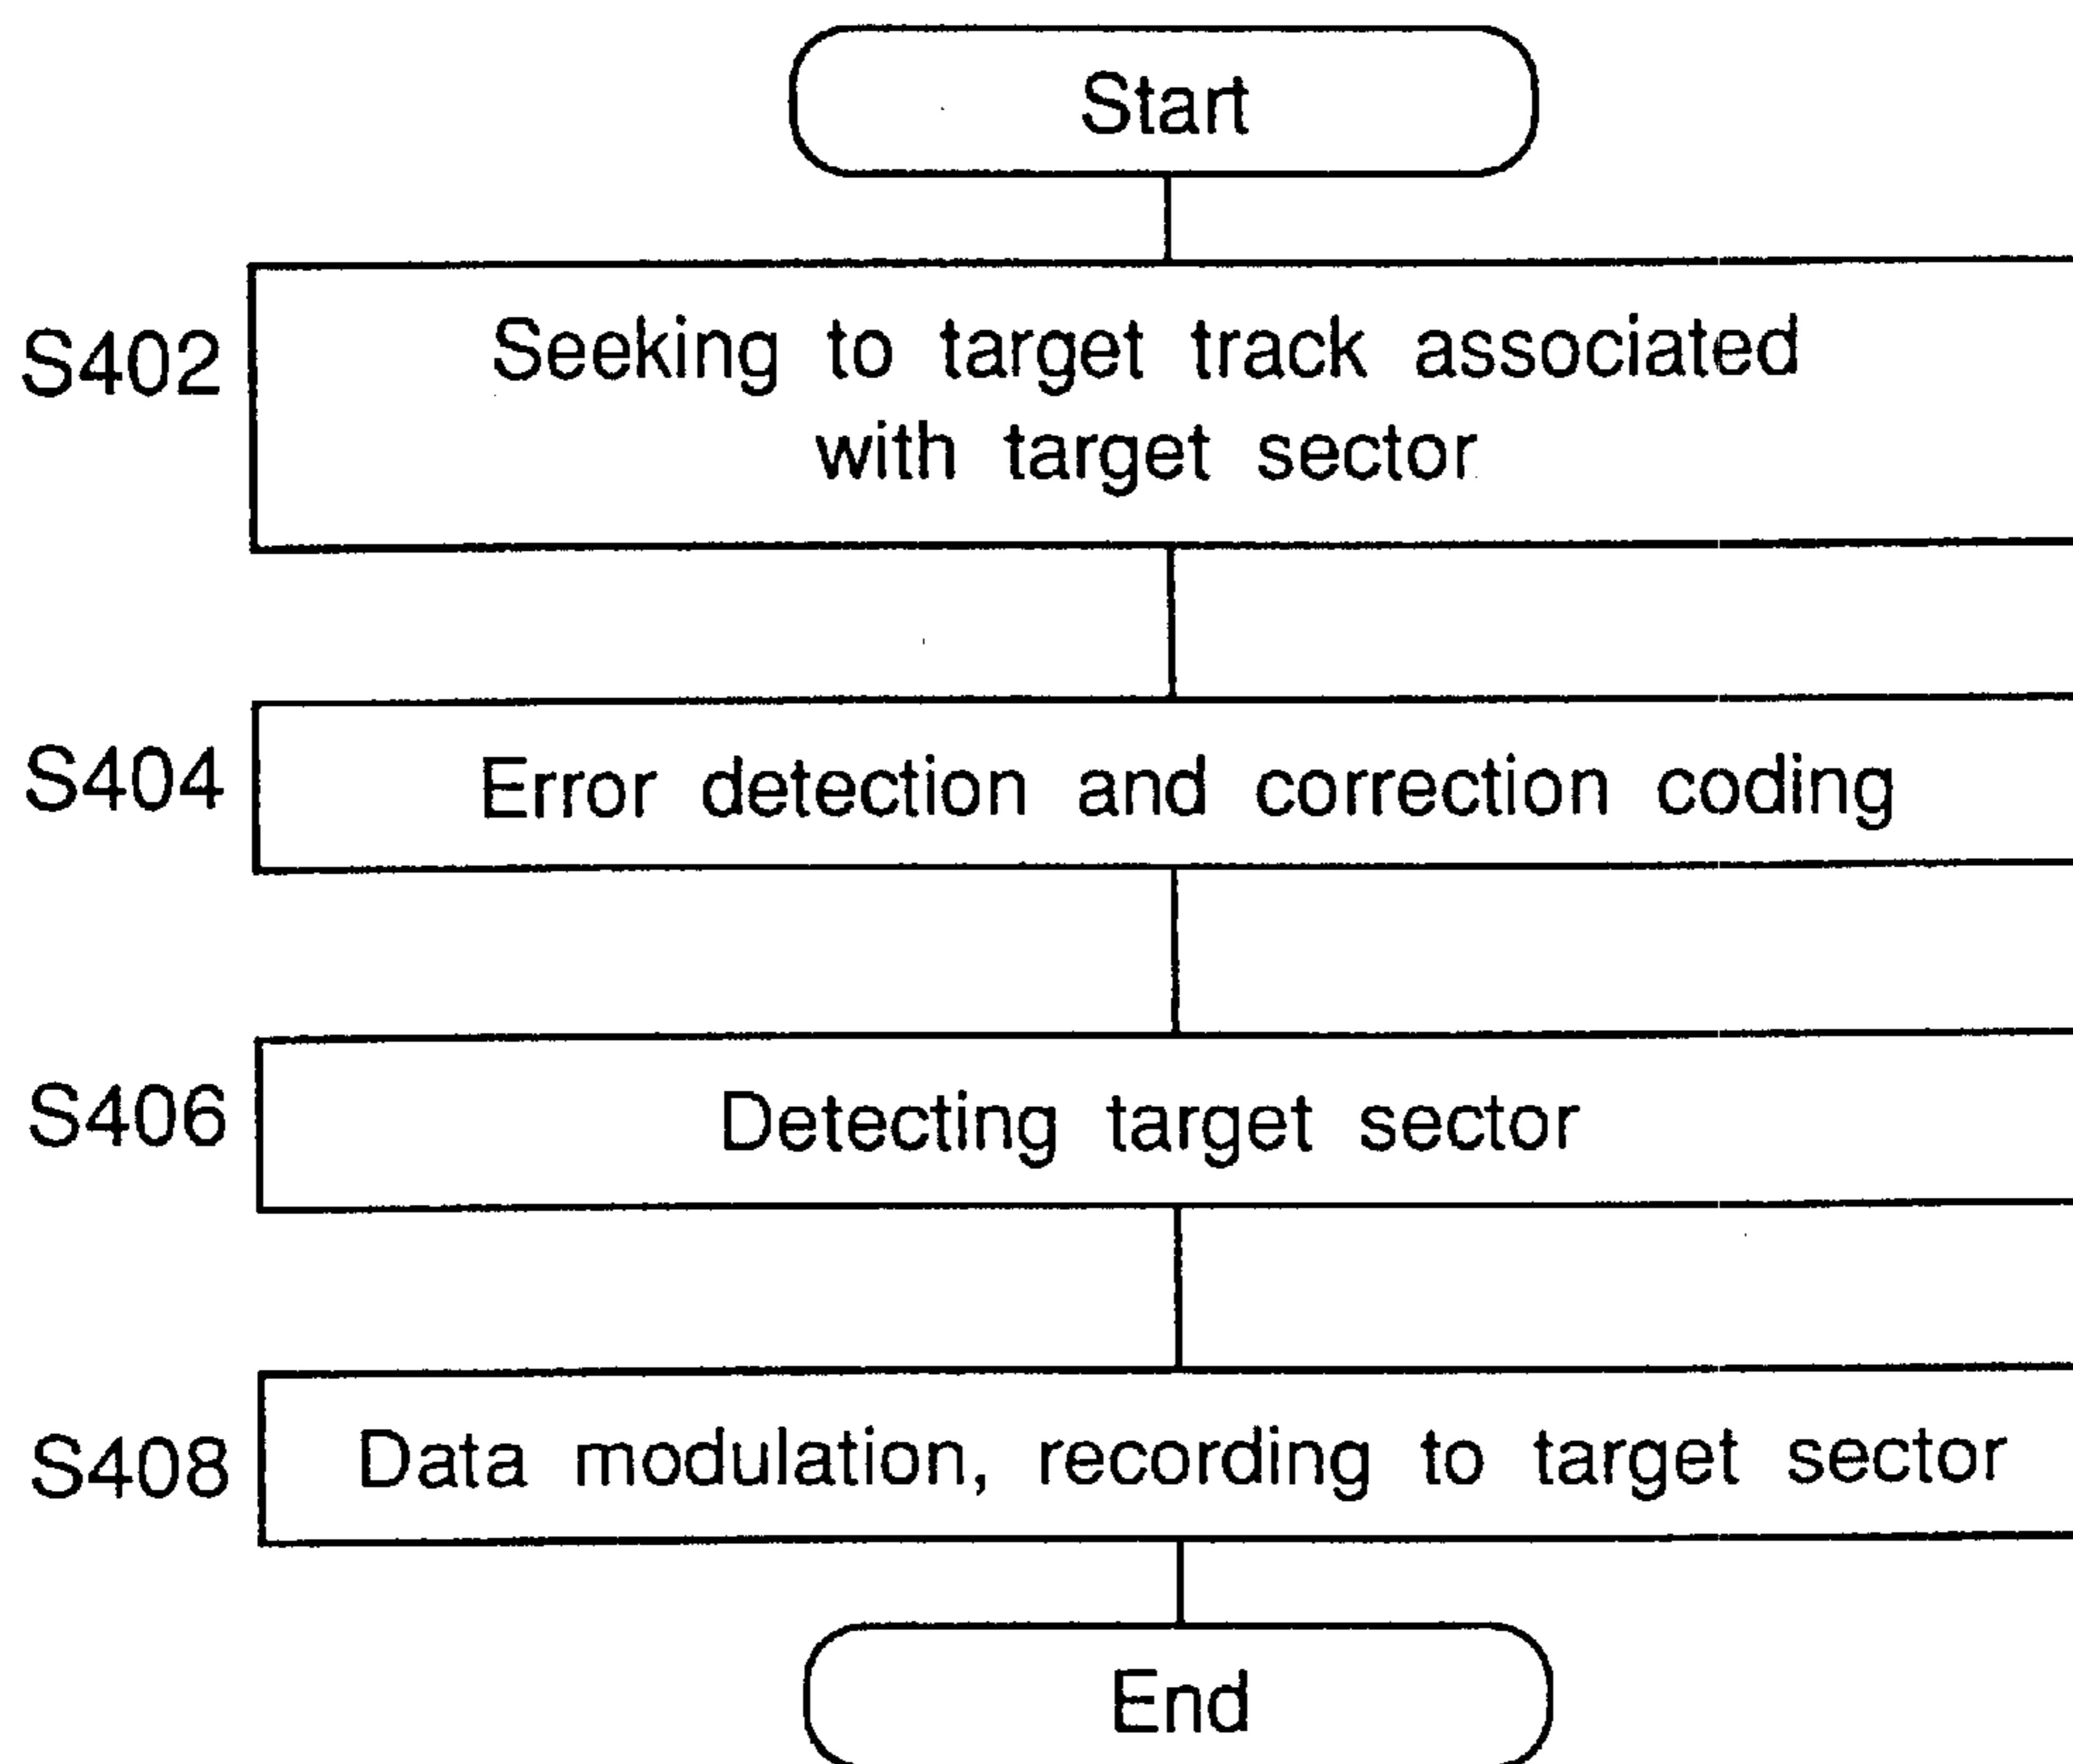 Start
S402
Seeking to target track associated
with target sector
S404
Error detection and correction coding
S406
Detecting target sector
S408
Data modulation, recording to target sector
End